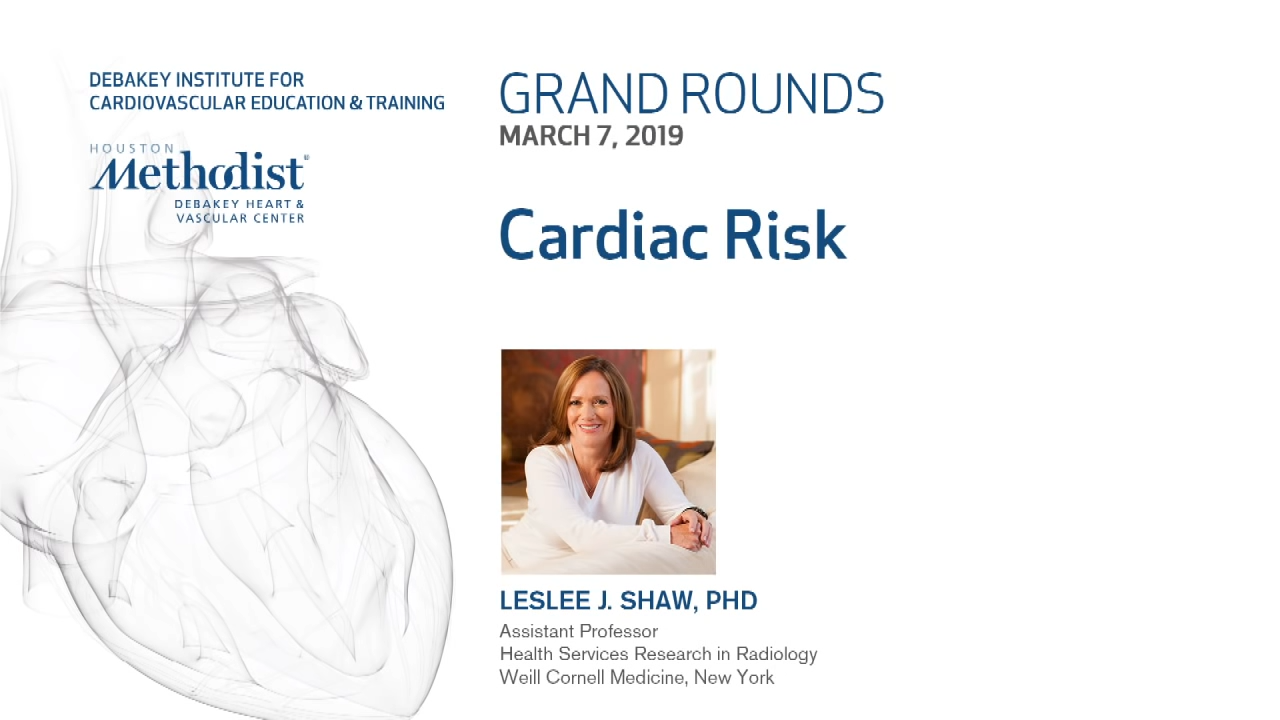 DEBAKEY INSTITUTE FOR
CARDIOVASCULAR EDUCATION & TRAINING
HOUSTON
Methodist®
DEBAKEY HEART &
VASCULAR CENTER
GRAND ROUNDS
MARCH 7, 2019
Cardiac Risk
LESLEE J. SHAW, PHD
Assistant Professor
Health Services Research in Radiology
Weill Cornell Medicine, New York